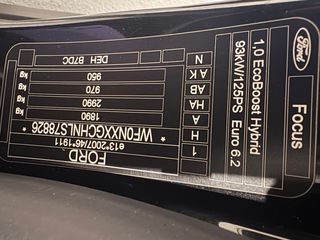 FORD
e13*2007/46*1911
* WF0NXXGCHNLS78826 *
1890 kg
2990 kg
970 kg
950 kg
1
H
A
HA
AB
AK
N
DEH B7DC
Ford
Focus
1,0 EcoBoost Hybrid
93kW/125PS Euro 6.2